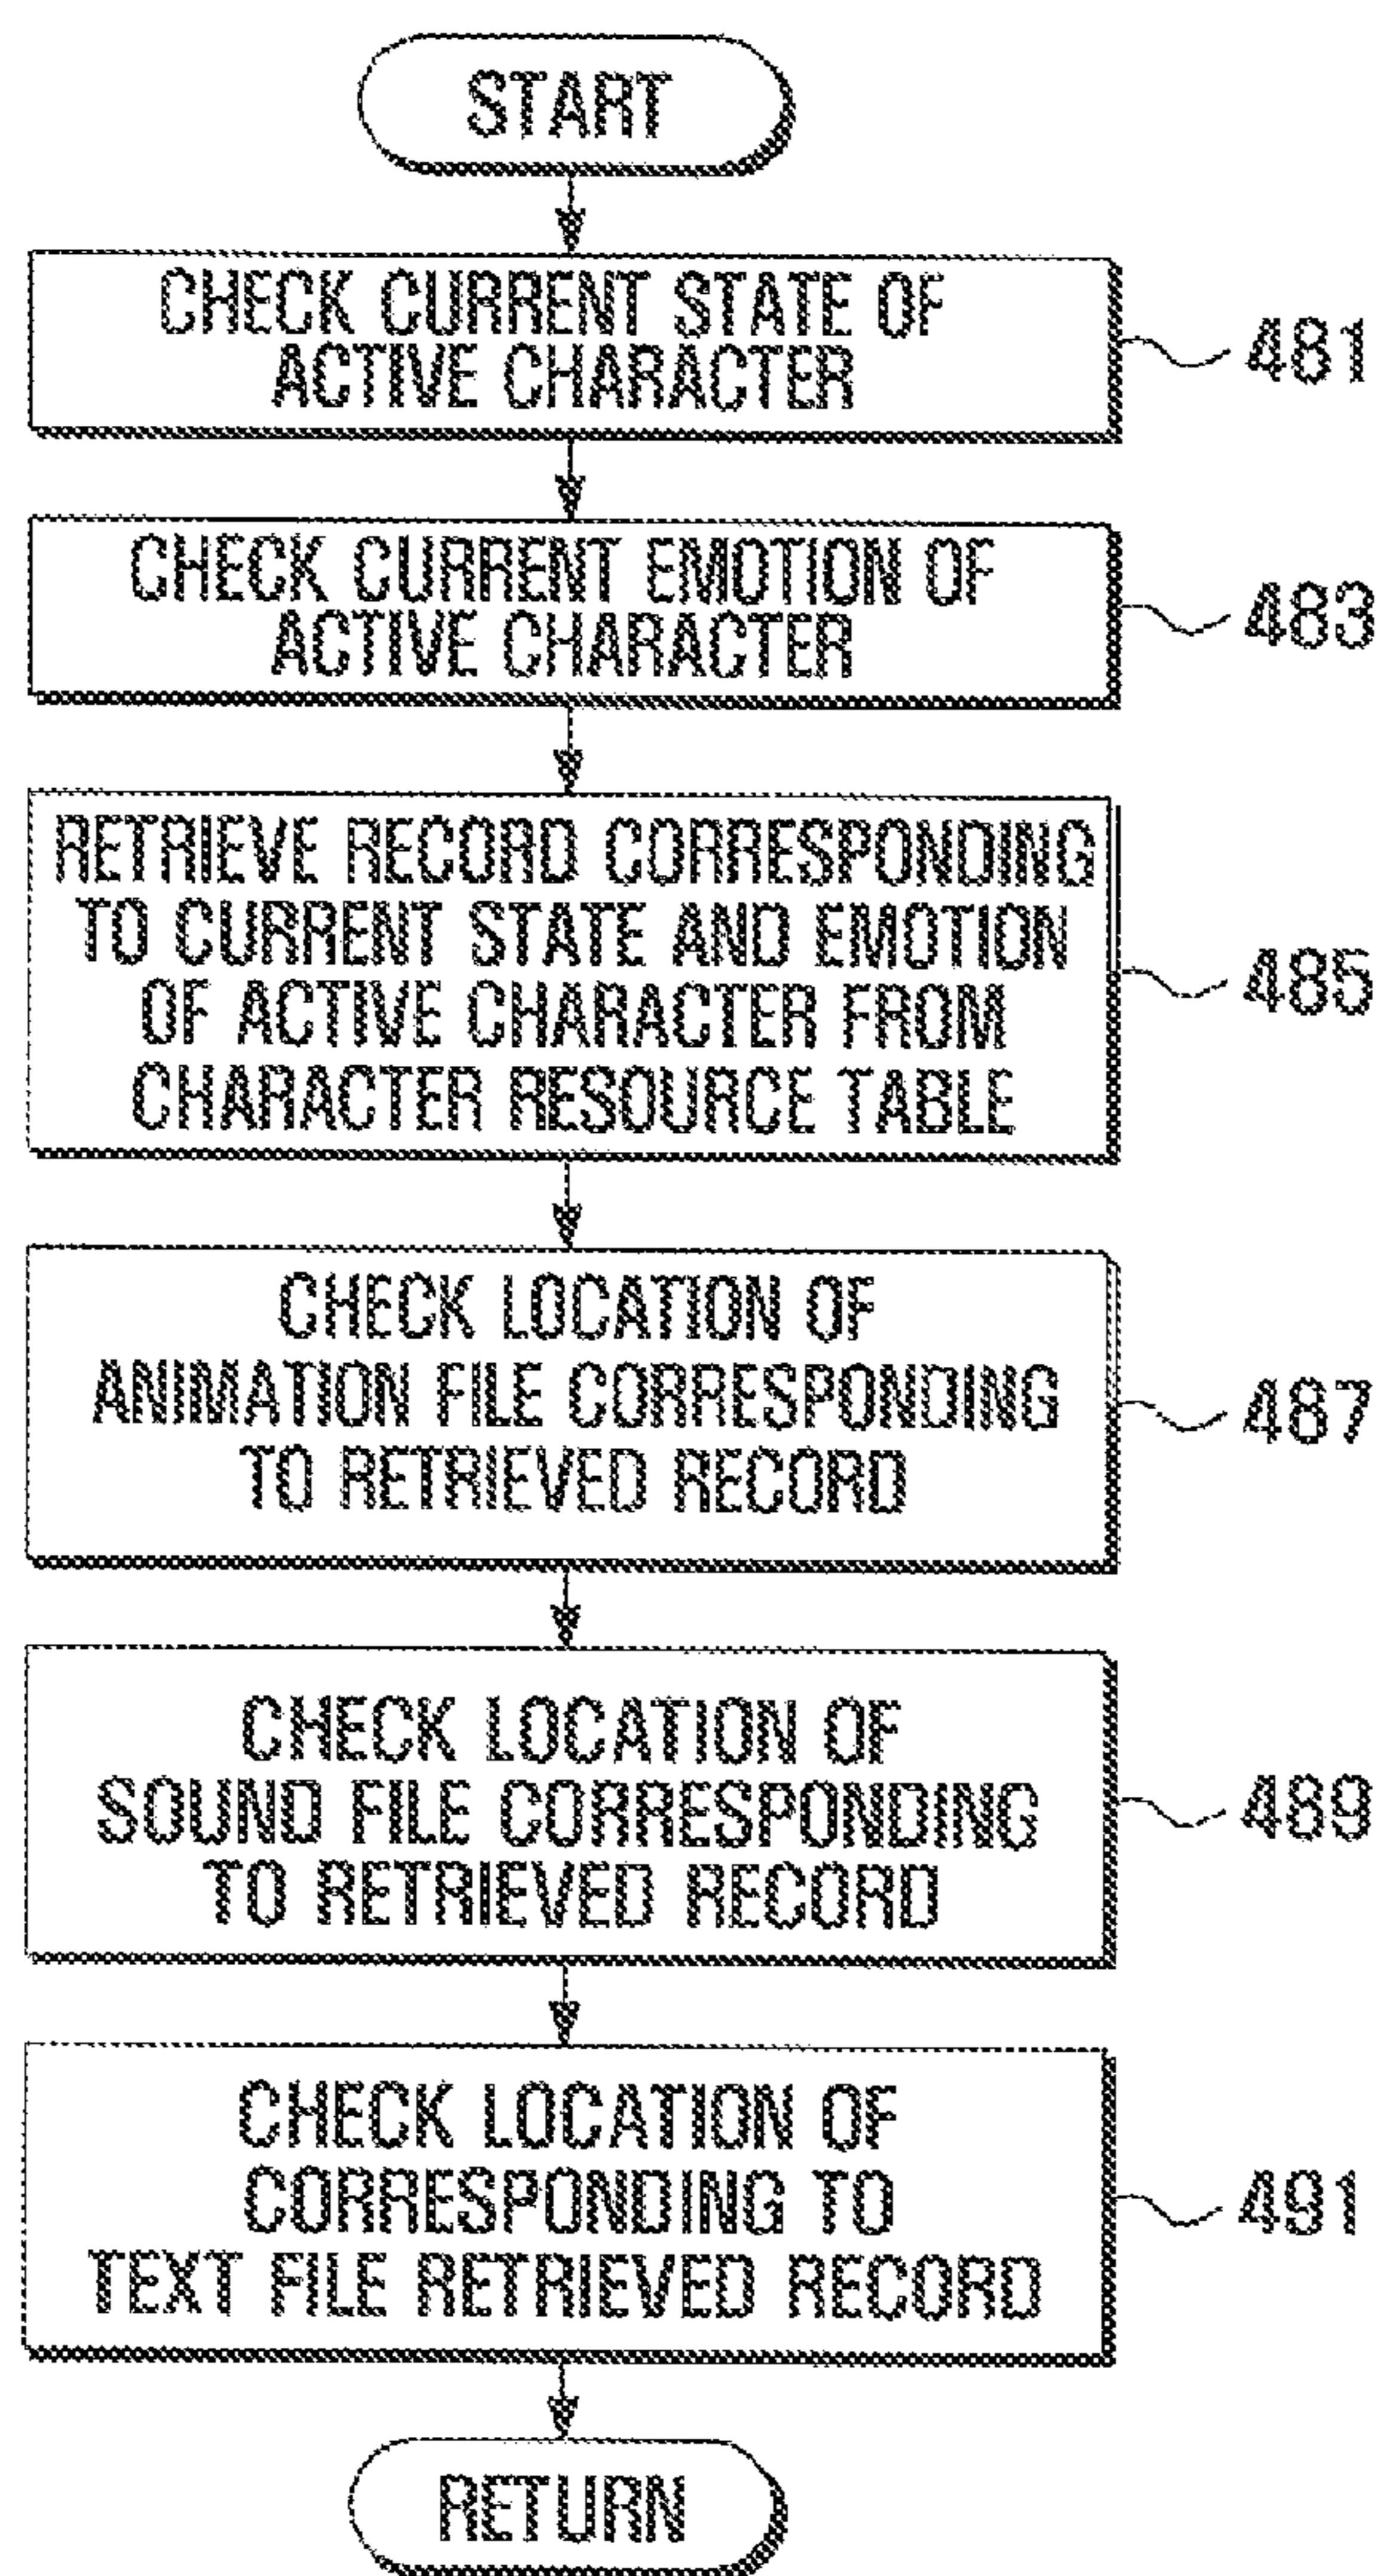 START
CHECK CURRENT STATE OF
ACTIVE CHARACTER
481
CHECK CURRENT EMOTION OF
ACTIVE CHARACTER
483
RETRIEVE RECORD CORRESPONDING
TO CURRENT STATE AND EMOTION
OF ACTIVE CHARACTER FROM
CHARACTER RESOURCE TABLE
485
CHECK LOCATION OF
ANIMATION FILE CORRESPONDING
TO RETRIEVED RECORD
487
CHECK LOCATION OF
SOUND FILE CORRESPONDING
TO RETRIEVED RECORD
489
CHECK LOCATION OF
CORRESPONDING TO
TEXT FILE RETRIEVED RECORD
491
RETURN